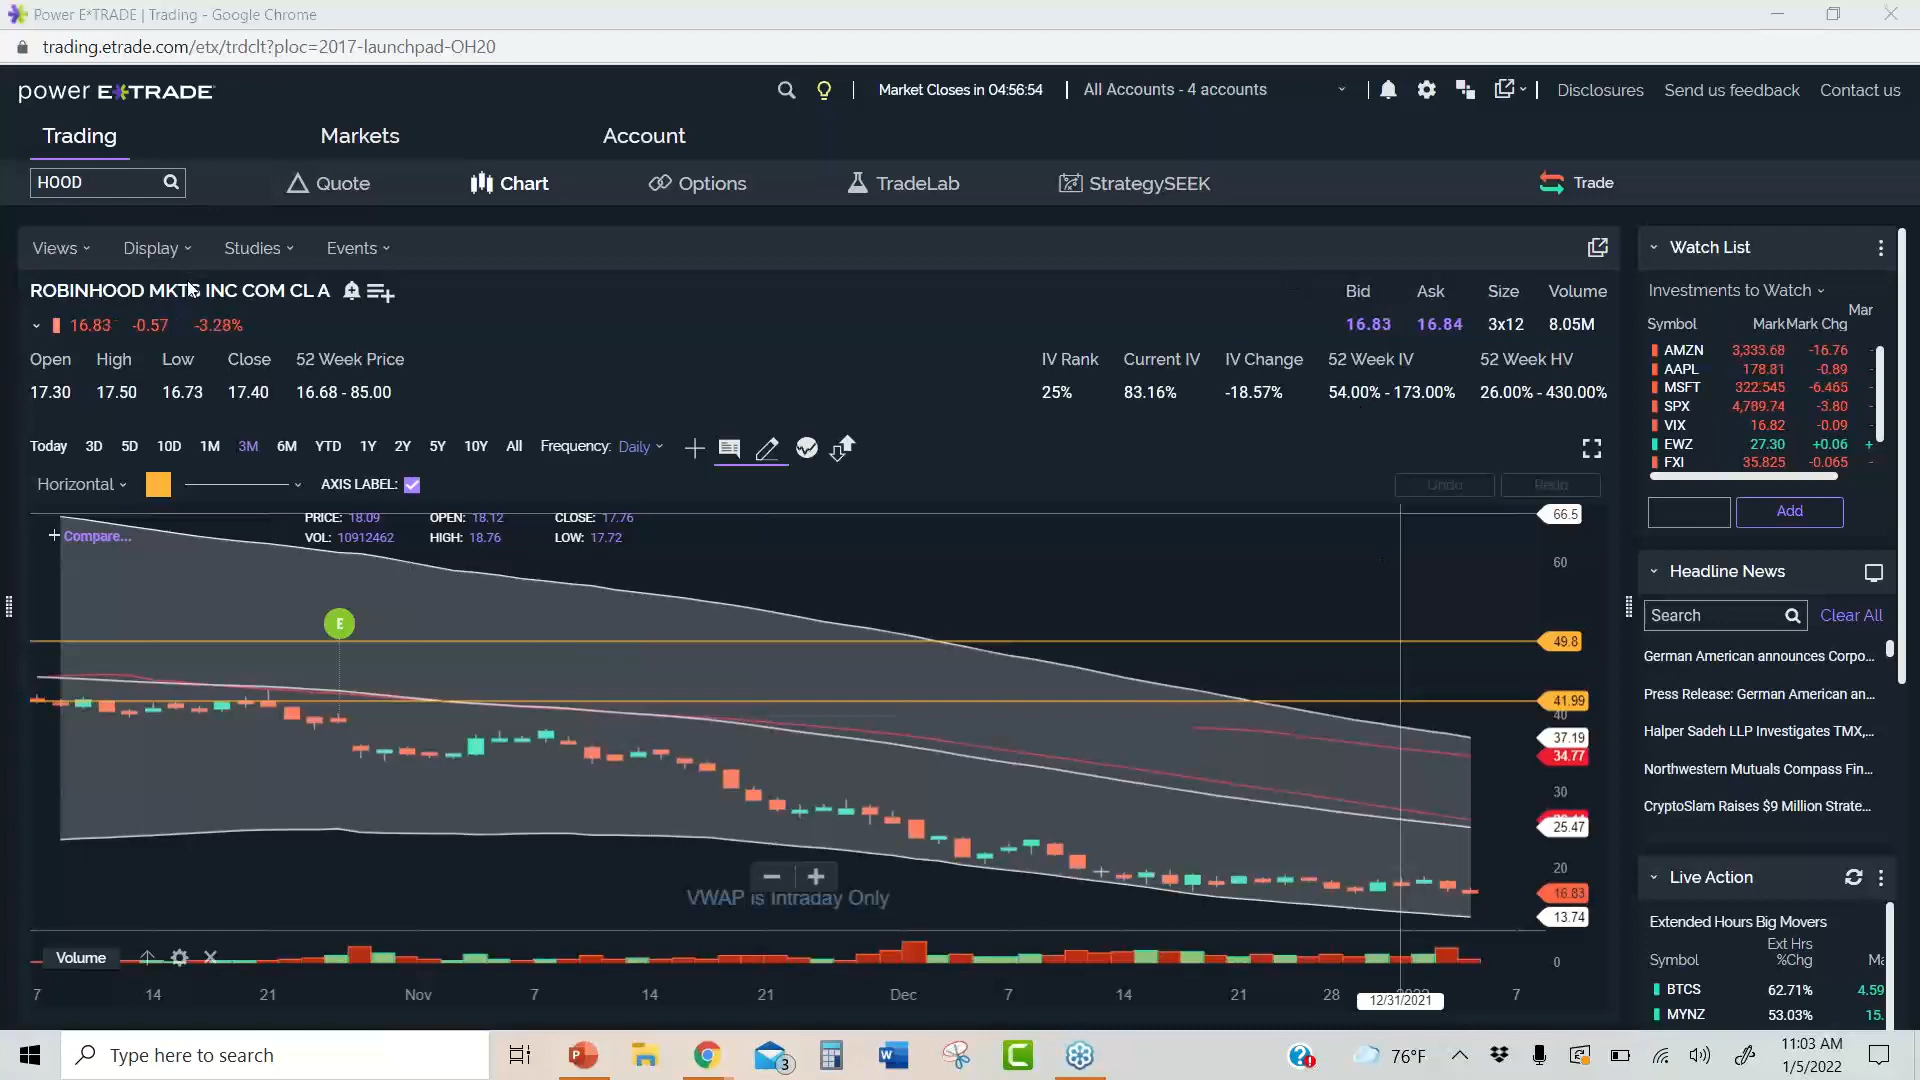 Power E*TRADE | Trading - Google Chrome
trading.etrade.com/etx/trdclt?ploc=2017-launchpad-OH20
power E*TRADE
Market Closes in 04:56:54
All Accounts - 4 accounts
Disclosures
Send us feedback
Contact us
Trading
Markets
Account
HOOD
Quote
Chart
Options
TradeLab
StrategySEEK
Trade
Views
Display
Studies
Events
ROBINHOOD MKTS INC COM CL A
16.83 -0.57 -3.28%
Bid Ask Size Volume
16.83 16.84 3x12 8.05M
Open High Low Close 52 Week Price
17.30 17.50 16.73 17.40 16.68 - 85.00
IV Rank Current IV IV Change 52 Week IV 52 Week HV
25% 83.16% -18.57% 54.00% - 173.00% 26.00% - 430.00%
Today 3D 5D 10D 1M 3M 6M YTD 1Y 2Y 5Y 10Y All Frequency: Daily
Horizontal
AXIS LABEL:
Undo
Redo
PRICE: 18.09 OPEN: 18.12 CLOSE: 17.76
VOL: 10912462 HIGH: 18.76 LOW: 17.72
Compare...
E
66.5
60
49.8
41.99
40
37.19
34.77
30
25.47
20
16.83
13.74
VWAP is Intraday Only
Volume
0
7 14 21 Nov 7 14 21 Dec 7 14 21 28 7
12/31/2021
Watch List
Investments to Watch
Mar
Symbol Mark Mark Chg
AMZN 3,333.68 -16.76
AAPL 178.81 -0.89
MSFT 322.545 -6.465
SPX 4,789.74 -3.80
VIX 16.82 -0.09
EWZ 27.30 +0.06 +
FXI 35.825 -0.065
Add
Headline News
Search
Clear All
German American announces Corpo...
Press Release: German American an...
Halper Sadeh LLP Investigates TMX,...
Northwestern Mutuals Compass Fin...
CryptoSlam Raises $9 Million Strate...
Live Action
Extended Hours Big Movers
Ext Hrs
Symbol %Chg
BTCS 62.71% 4.59
MYNZ 53.03% 15.
Type here to search
3
76°F
11:03 AM
1/5/2022